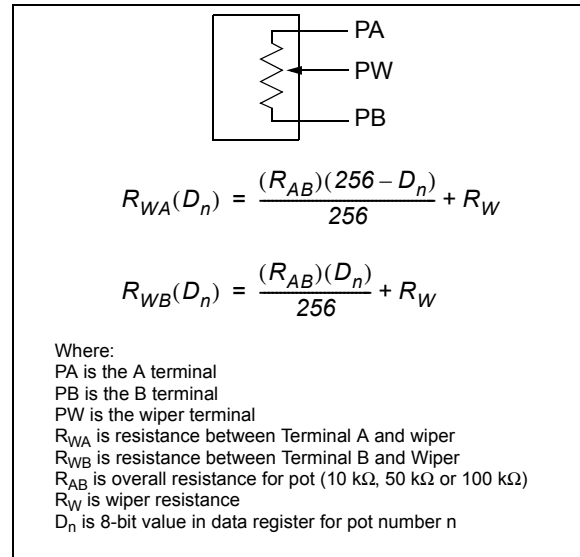 PA
PW
PB
R_WA(D_n) = (R_AB)(256 – D_n) / 256 + R_W
R_WB(D_n) = (R_AB)(D_n) / 256 + R_W
Where:
PA is the A terminal
PB is the B terminal
PW is the wiper terminal
R_WA is resistance between Terminal A and wiper
R_WB is resistance between Terminal B and Wiper
R_AB is overall resistance for pot (10 kΩ, 50 kΩ or 100 kΩ)
R_W is wiper resistance
D_n is 8-bit value in data register for pot number n